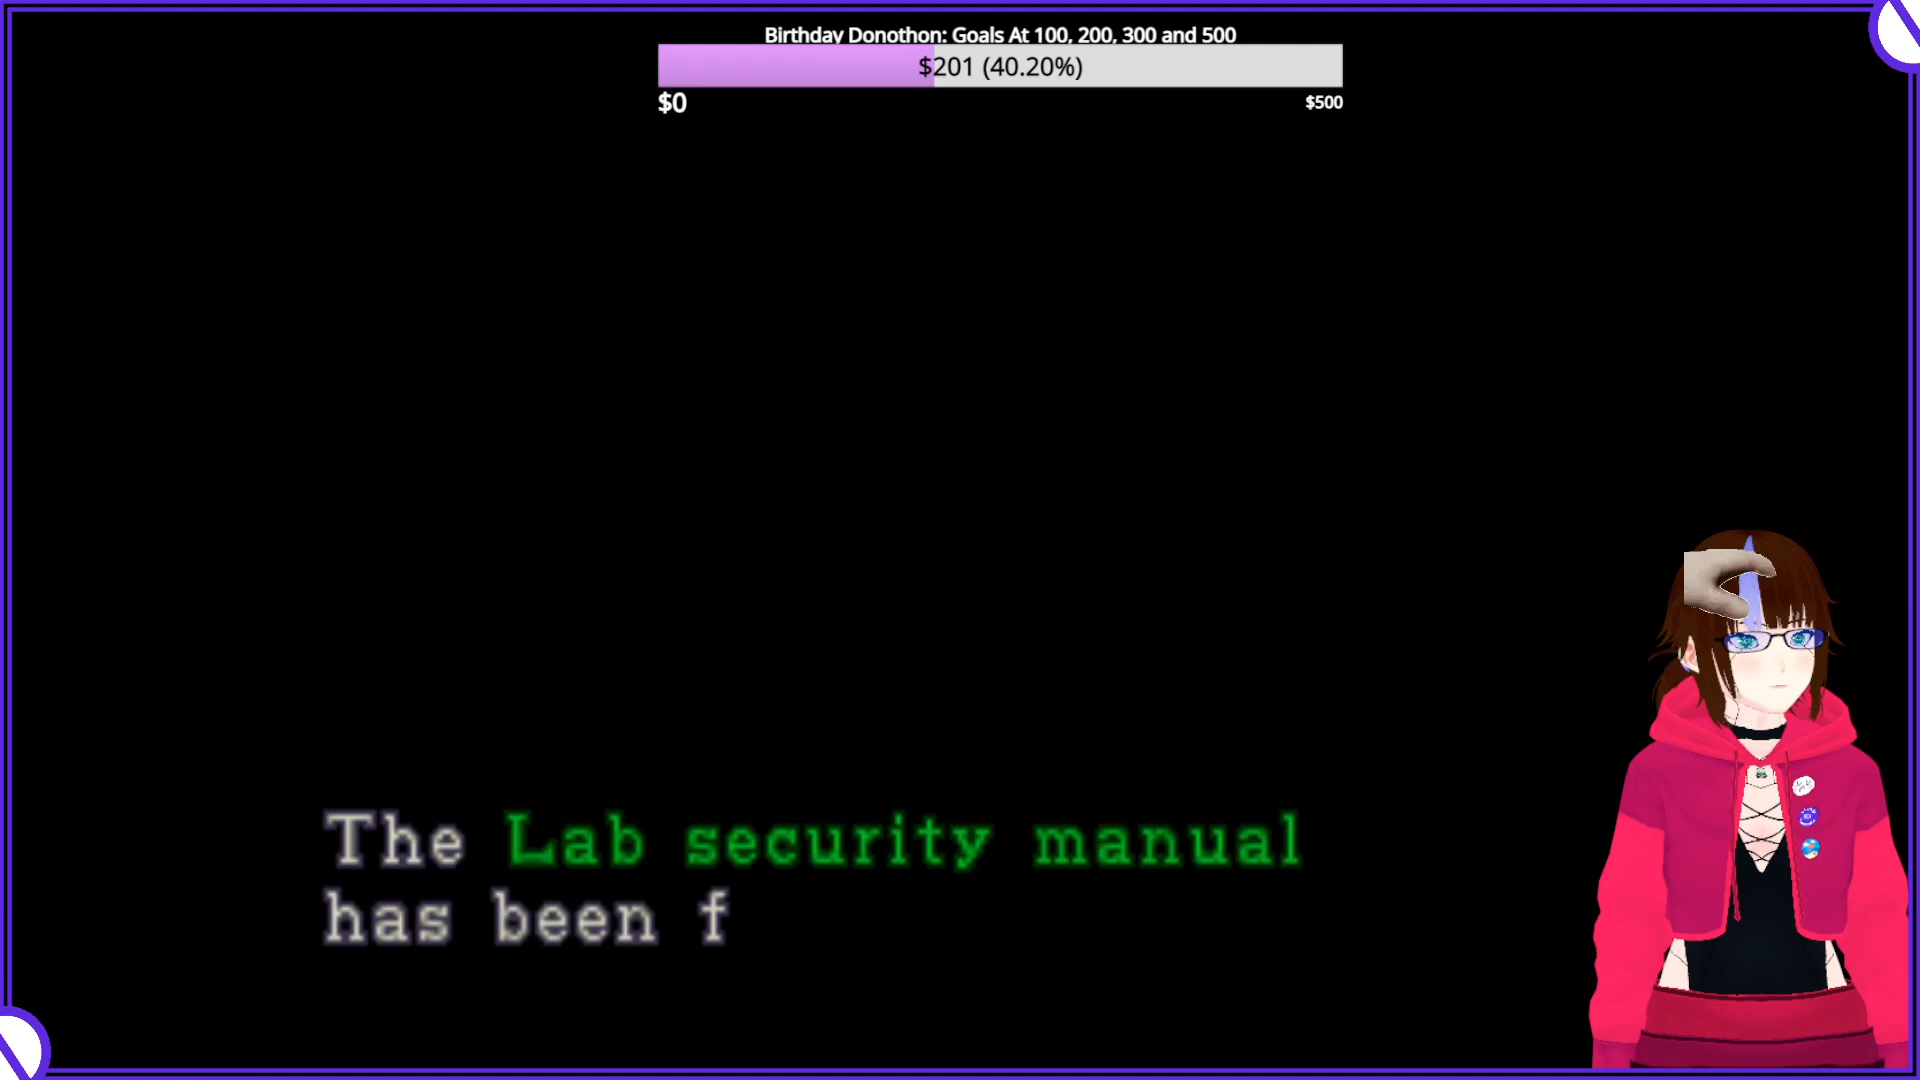 Birthday Donothon: Goals At 100, 200, 300 and 500
$201 (40.20%)
$0
$500
The Lab security manual
has been f